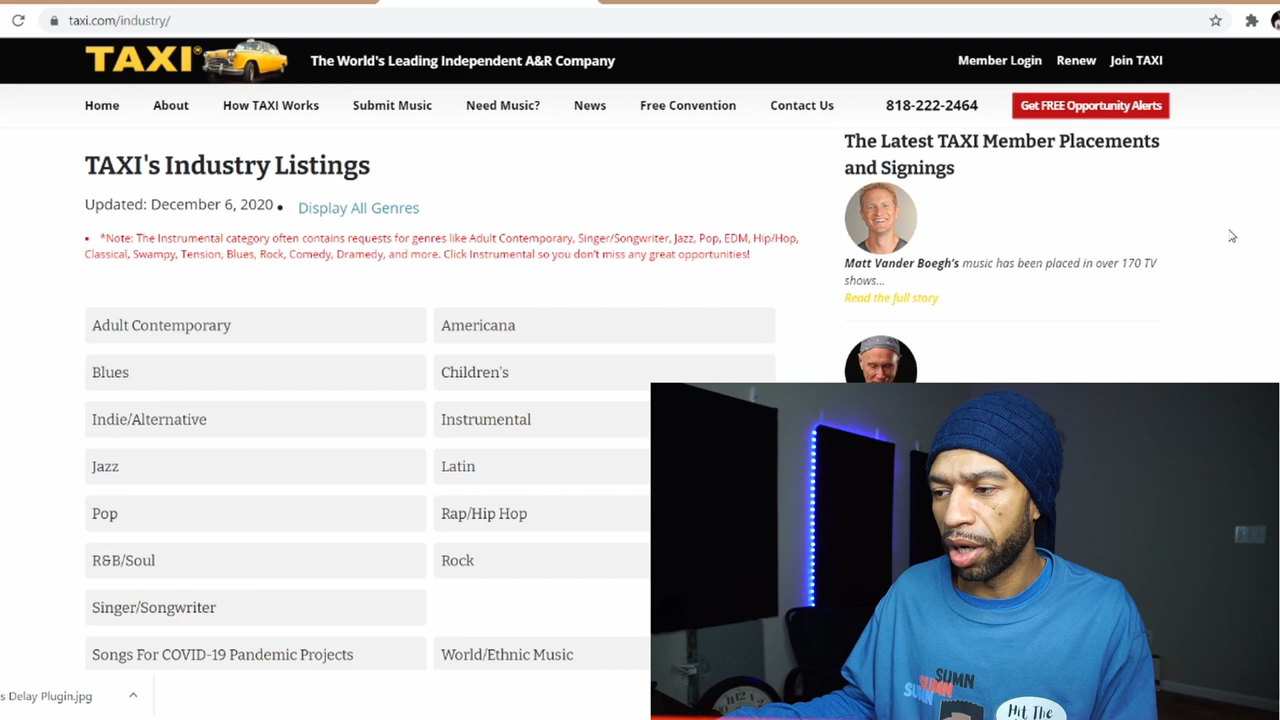 taxi.com/industry/
TAXI®
The World's Leading Independent A&R Company
Member Login Renew Join TAXI
Home About How TAXI Works Submit Music Need Music? News Free Convention Contact Us 818-222-2464 Get FREE Opportunity Alerts
TAXI's Industry Listings
Updated: December 6, 2020 • Display All Genres
• *Note: The Instrumental category often contains requests for genres like Adult Contemporary, Singer/Songwriter, Jazz, Pop, EDM, Hip/Hop,
Classical, Swampy, Tension, Blues, Rock, Comedy, Dramedy, and more. Click Instrumental so you don't miss any great opportunities!
Adult Contemporary Americana
Blues Children's
Indie/Alternative Instrumental
Jazz Latin
Pop Rap/Hip Hop
R&B/Soul Rock
Singer/Songwriter
Songs For COVID-19 Pandemic Projects World/Ethnic Music
The Latest TAXI Member Placements
and Signings
Matt Vander Boegh's music has been placed in over 170 TV
shows...
Read the full story
s Delay Plugin.jpg
SUMN
SUMN
SUMN
Hit The